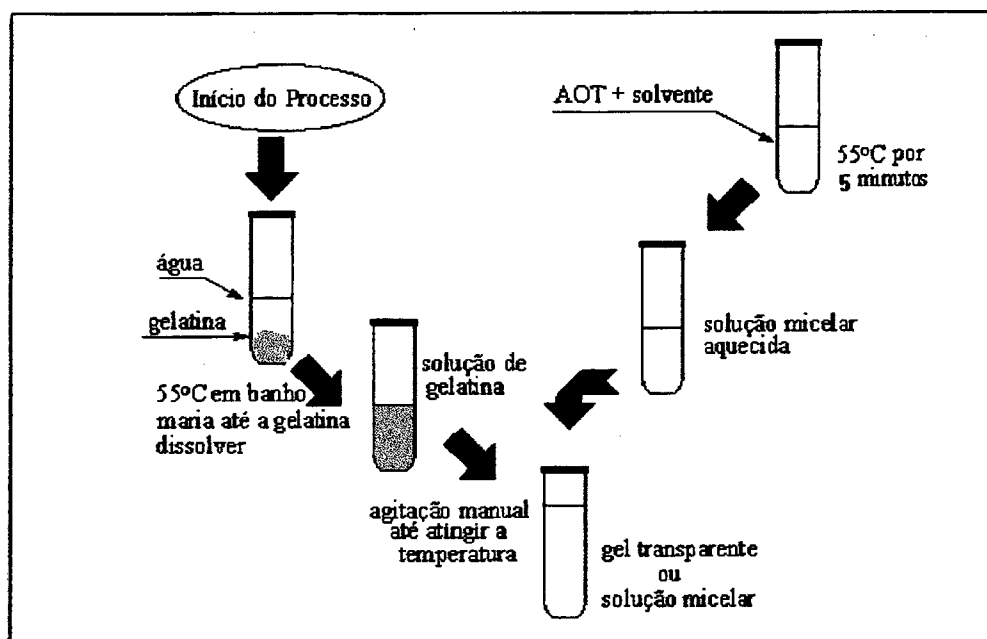 Início do Processo
AOT + solvente
55ºC por
5 minutos
água
gelatina
solução de
gelatina
solução micelar
aquecida
55ºC em banho
maria até a gelatina
dissolver
agitação manual
até atingir a
temperatura
gel transparente
ou
solução micelar